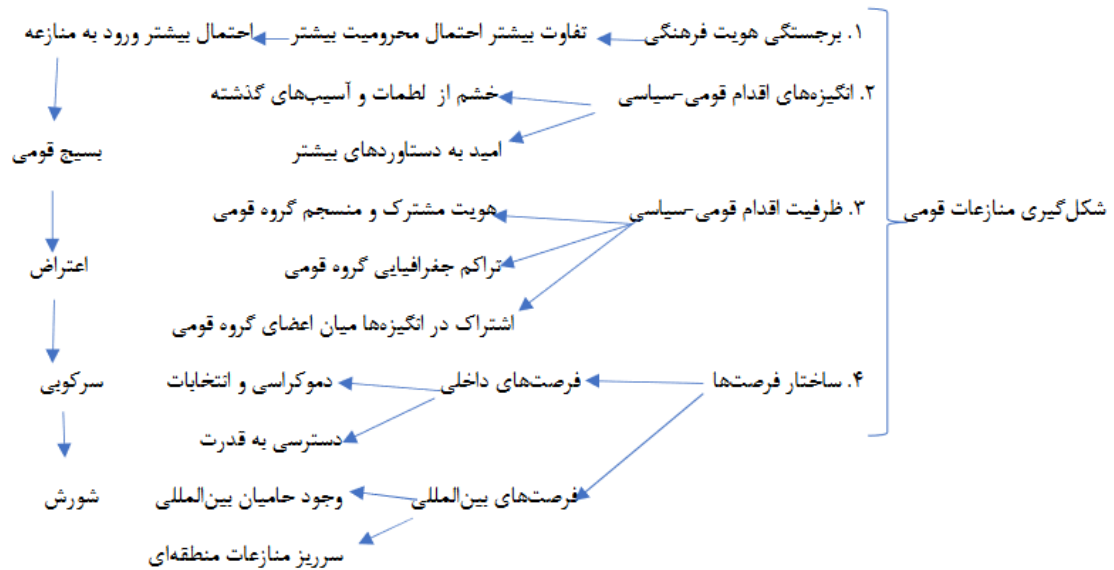 ۱. برجستگی هویت فرهنگی تفاوت بیشتر احتمال محرومیت بیشتر احتمال بیشتر ورود به منازعه
۲. انگیزه‌های اقدام قومی-سیاسی خشم از لطمات و آسیب‌های گذشته
امید به دستاوردهای بیشتر بسیج قومی
شکل‌گیری منازعات قومی ۳. ظرفیت اقدام قومی-سیاسی هویت مشترک و منسجم گروه قومی
تراکم جغرافیایی گروه قومی اعتراض
اشتراک در انگیزه‌ها میان اعضای گروه قومی
۴. ساختار فرصت‌ها فرصت‌های داخلی دموکراسی و انتخابات سرکوبی
دسترسی به قدرت
فرصت‌های بین‌المللی وجود حامیان بین‌المللی شورش
سرریز منازعات منطقه‌ای